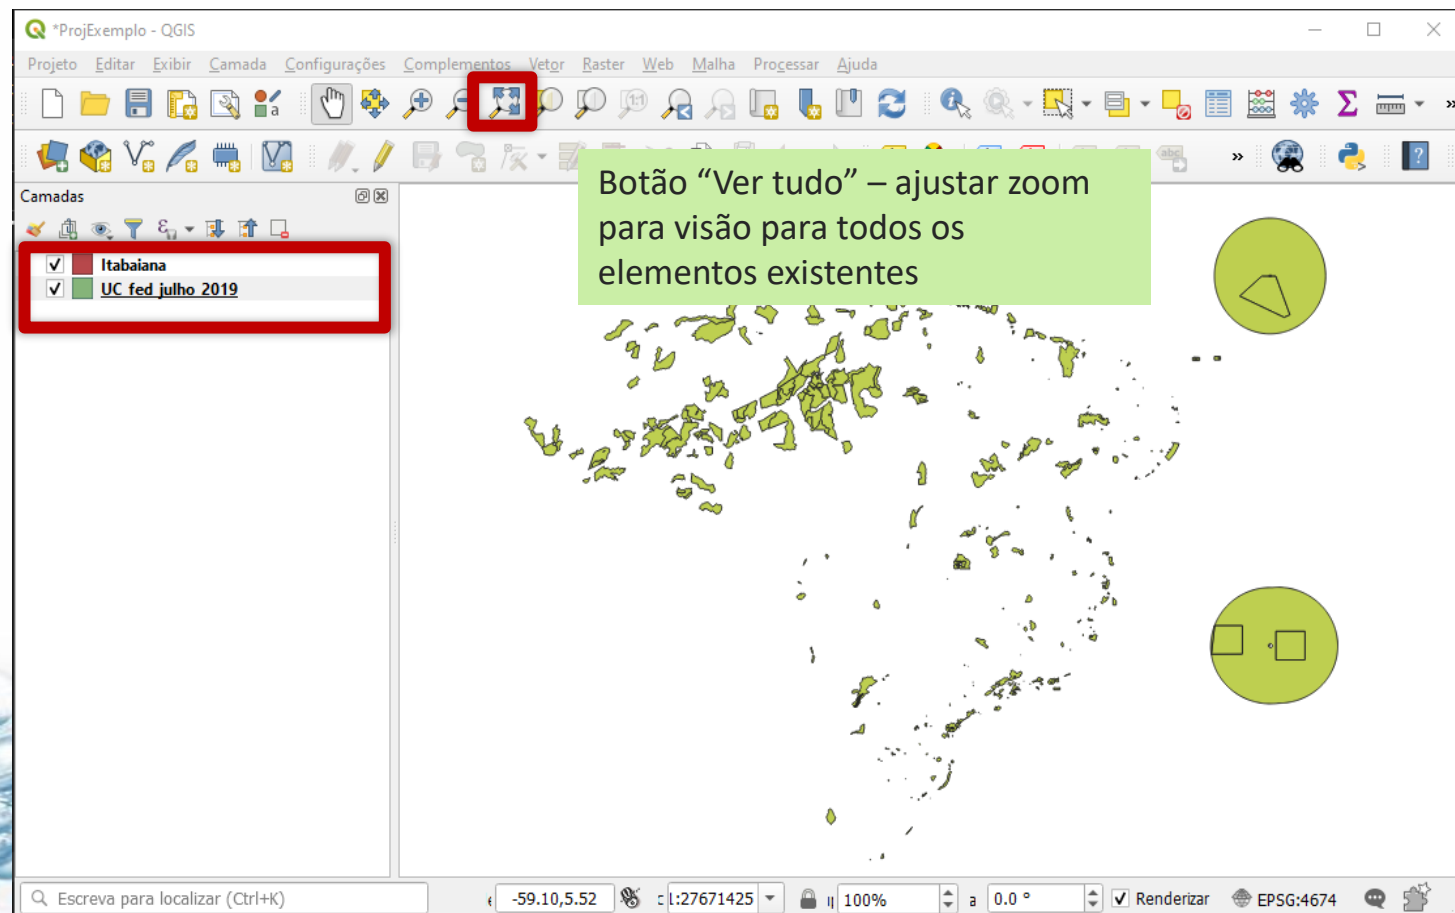 *ProjExemplo - QGIS
Projeto Editar Exibir Camada Configurações Complementos Vetor Raster Web Malha Processar Ajuda
Botão “Ver tudo” – ajustar zoom
para visão para todos os
elementos existentes
Camadas
Itabaiana
UC fed julho 2019
Escreva para localizar (Ctrl+K)
-59.10,5.52
1:27671425
100%
a 0.0 °
Renderizar
EPSG:4674